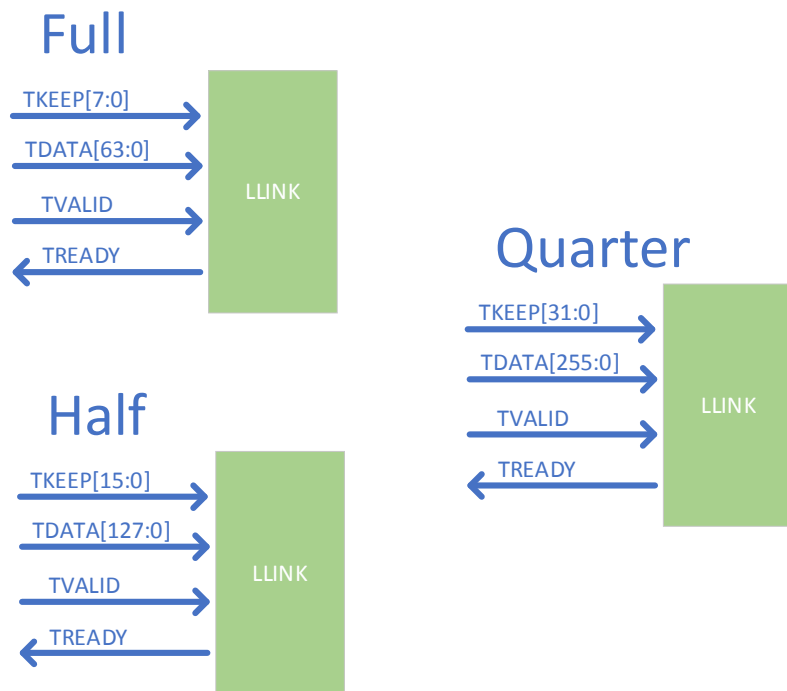 Full
TKEEP[7:0]
TDATA[63:0]
TVALID
TREADY
LLINK
Half
TKEEP[15:0]
TDATA[127:0]
TVALID
TREADY
LLINK
Quarter
TKEEP[31:0]
TDATA[255:0]
TVALID
TREADY
LLINK